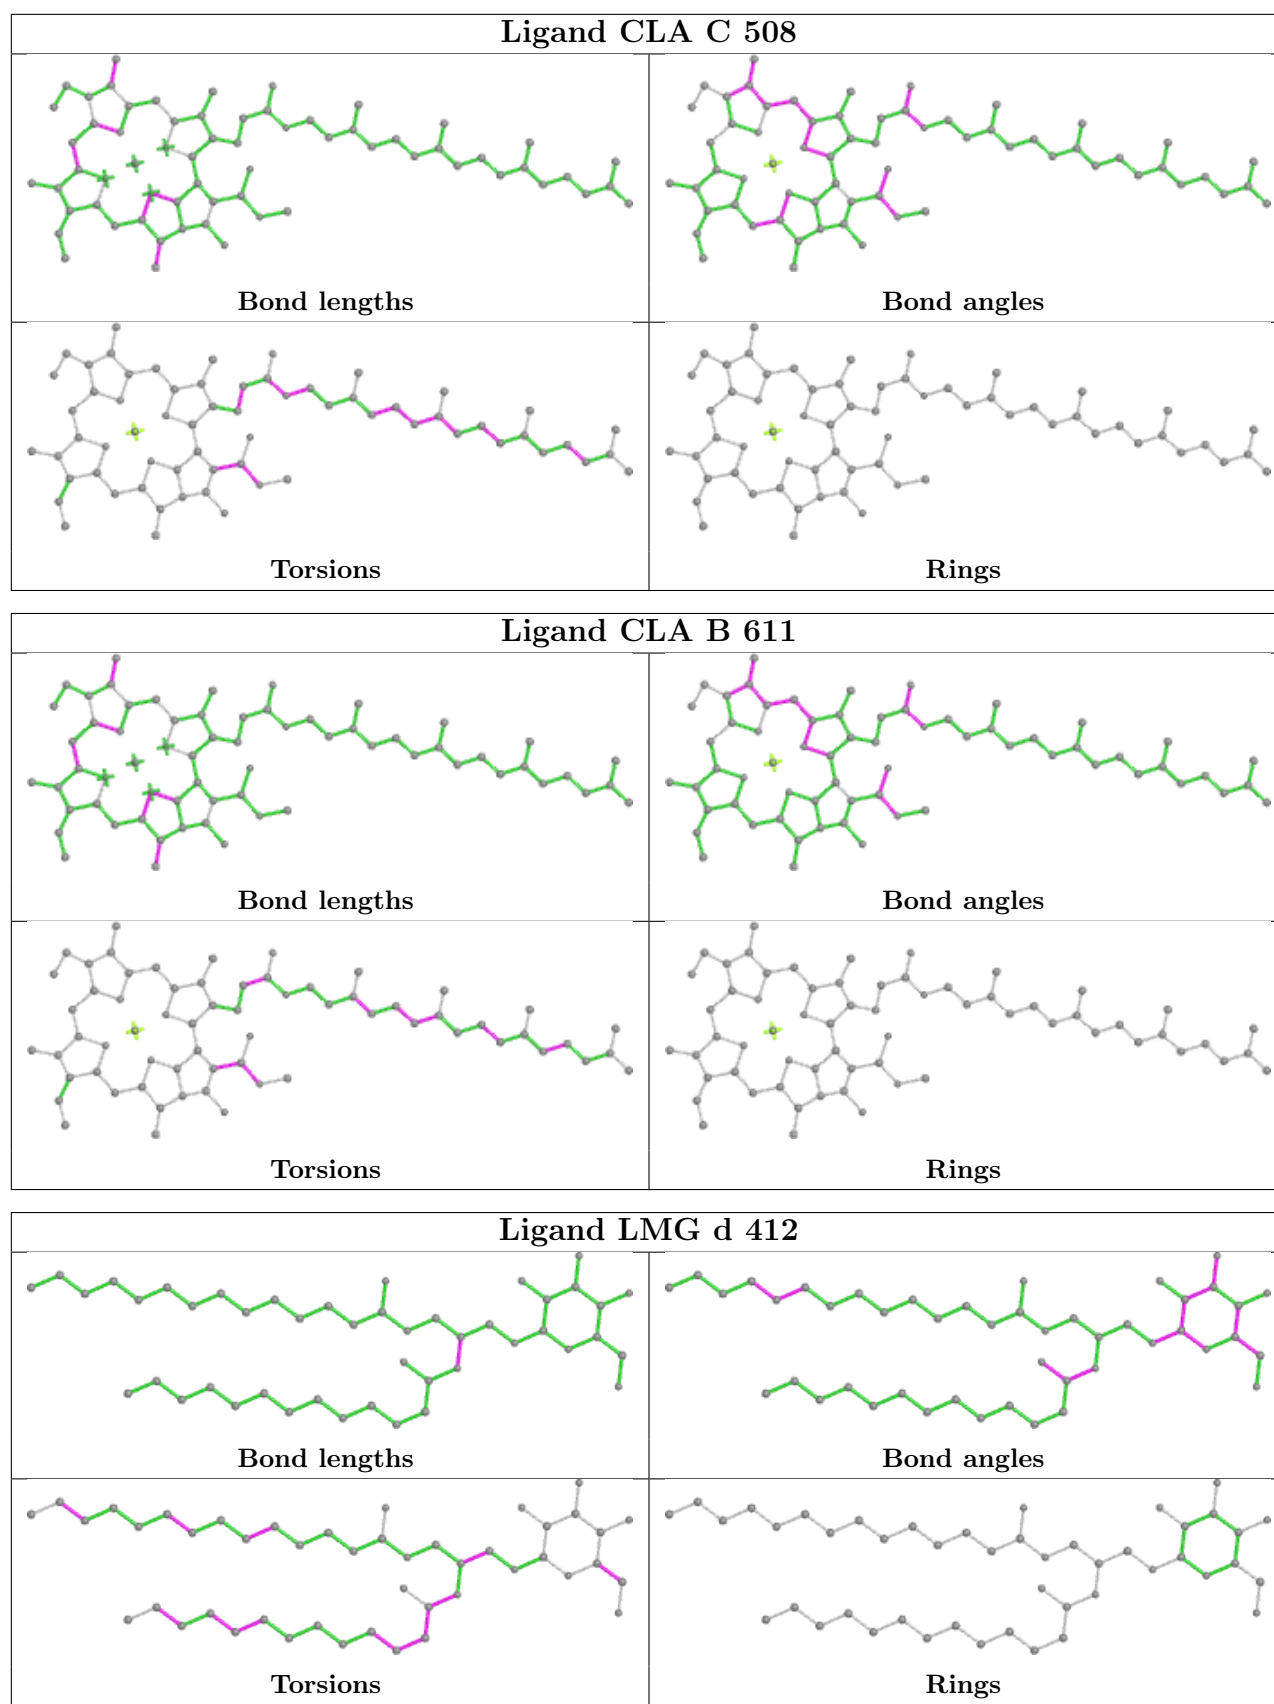 Ligand CLA C 508
Bond lengths
Bond angles
Torsions
Rings
Ligand CLA B 611
Bond lengths
Bond angles
Torsions
Rings
Ligand LMG d 412
Bond lengths
Bond angles
Torsions
Rings